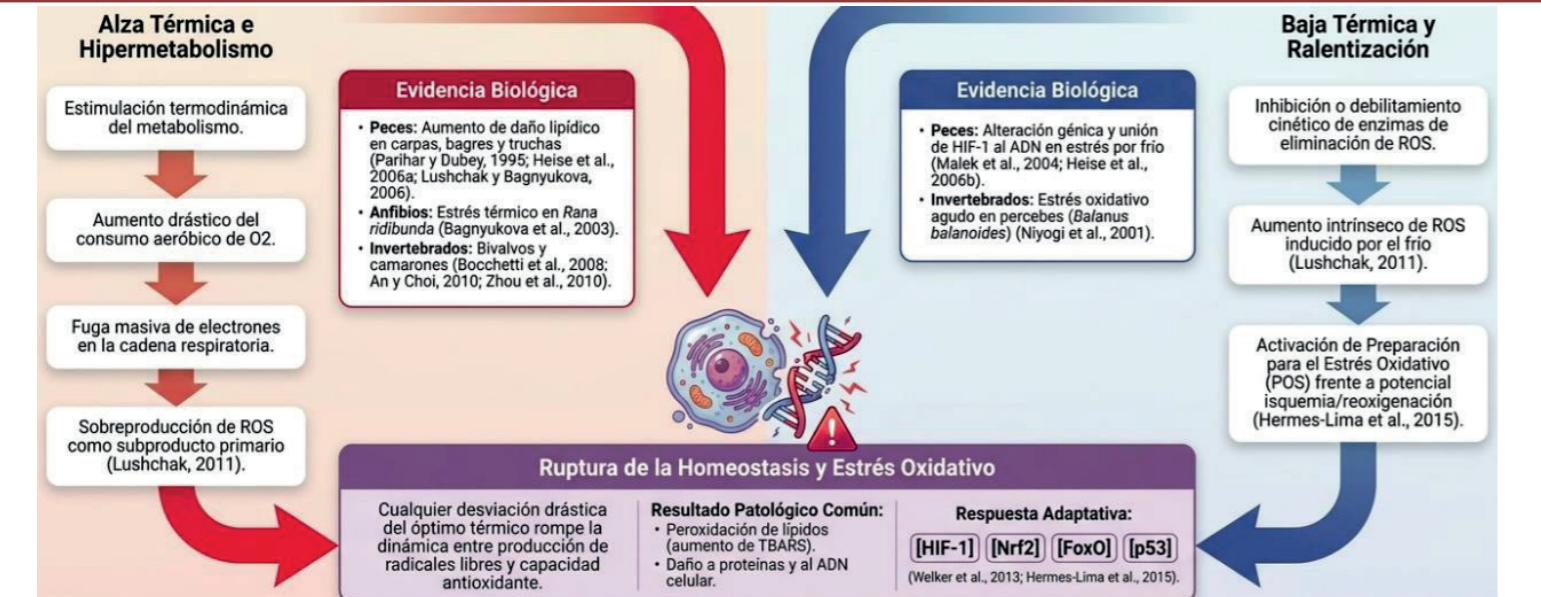 Alza Térmica e
Hipermetabolismo
Estimulación termodinámica
del metabolismo.
Aumento drástico del
consumo aeróbico de O2.
Fuga masiva de electrones
en la cadena respiratoria.
Sobreproducción de ROS
como subproducto primario
(Lushchak, 2011).
Evidencia Biológica
• Peces: Aumento de daño lipídico
en carpas, bagres y truchas
(Parihar y Dubey, 1995; Heise et al.,
2006a; Lushchak y Bagnyukova,
2006).
• Anfibios: Estrés térmico en Rana
ridibunda (Bagnyukova et al., 2003).
• Invertebrados: Bivalvos y
camarones (Bocchetti et al., 2008;
An y Choi, 2010; Zhou et al., 2010).
Evidencia Biológica
• Peces: Alteración génica y unión
de HIF-1 al ADN en estrés por frío
(Malek et al., 2004; Heise et al.,
2006b).
• Invertebrados: Estrés oxidativo
agudo en percebes (Balanus
balanoides) (Niyogi et al., 2001).
Baja Térmica y
Ralentización
Inhibición o debilitamiento
cinético de enzimas de
eliminación de ROS.
Aumento intrínseco de ROS
inducido por el frío
(Lushchak, 2011).
Activación de Preparación
para el Estrés Oxidativo
(POS) frente a potencial
isquemia/reoxigenación
(Hermes-Lima et al., 2015).
Ruptura de la Homeostasis y Estrés Oxidativo
Cualquier desviación drástica
del óptimo térmico rompe la
dinámica entre producción de
radicales libres y capacidad
antioxidante.
Resultado Patológico Común:
• Peroxidación de lípidos
(aumento de TBARS).
• Daño a proteínas y al ADN
celular.
Respuesta Adaptativa:
[HIF-1] [Nrf2] [FoxO] [p53]
(Welker et al., 2013; Hermes-Lima et al., 2015).